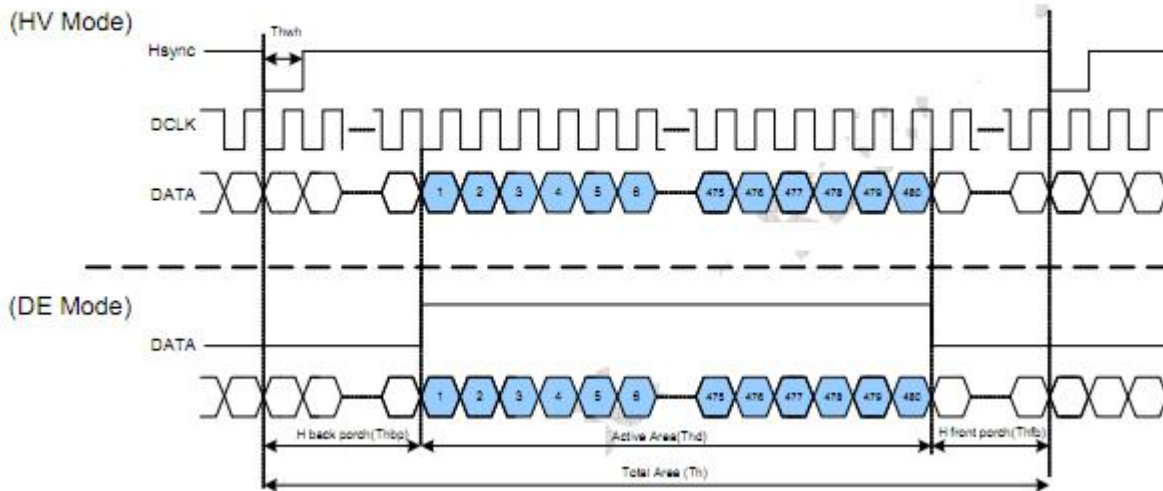 (HV Mode)
Thwh
Hsync
DCLK
DATA 1 2 3 4 5 6 475 476 477 478 479 480
(DE Mode)
DATA
1 2 3 4 5 6 475 476 477 478 479 480
H back porch(Thbp) Active Area(Thd) H front porch(Thfp)
Total Area (Th)